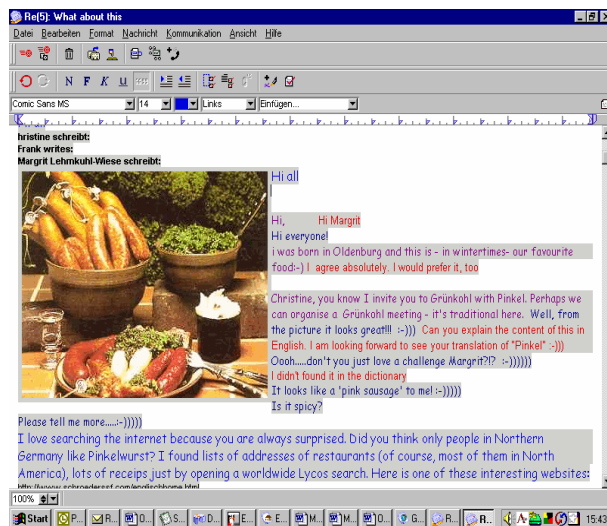 Re(5): What about this
Datei Bearbeiten Format Nachricht Kommunikation Ansicht Hilfe
N F K U
Comic Sans MS 14 Links Einfügen...
hristine schreibt:
Frank writes:
Margrit Lehmkuhl-Wiese schreibt:
Hi all
Hi, Hi Margrit
Hi everyone!
i was born in Oldenburg and this is - in wintertimes- our favourite
food:-) I agree absolutely. I would prefer it, too
Christine, you know I invite you to Grünkohl with Pinkel. Perhaps we
can organise a Grünkohl meeting - it's traditional here. Well, from
the picture it looks great!!! :-))) Can you explain the content of this in
English. I am looking forward to see your translation of "Pinkel" :-)))
Oooh.....don't you just love a challenge Margrit?!? :-))))))
I didn't found it in the dictionary
It looks like a 'pink sausage' to me! :-)))))
Is it spicy?
Please tell me more.....:-)))))
I love searching the internet because you are always surprised. Did you think only people in Northern
Germany like Pinkelwurst? I found lists of addresses of restaurants (of course, most of them in North
America), lots of receips just by opening a worldwide Lycos search. Here is one of these interesting websites:
100%
Start P... R... O... S... D... E... E... M... M... O... G... R... R... 15:43